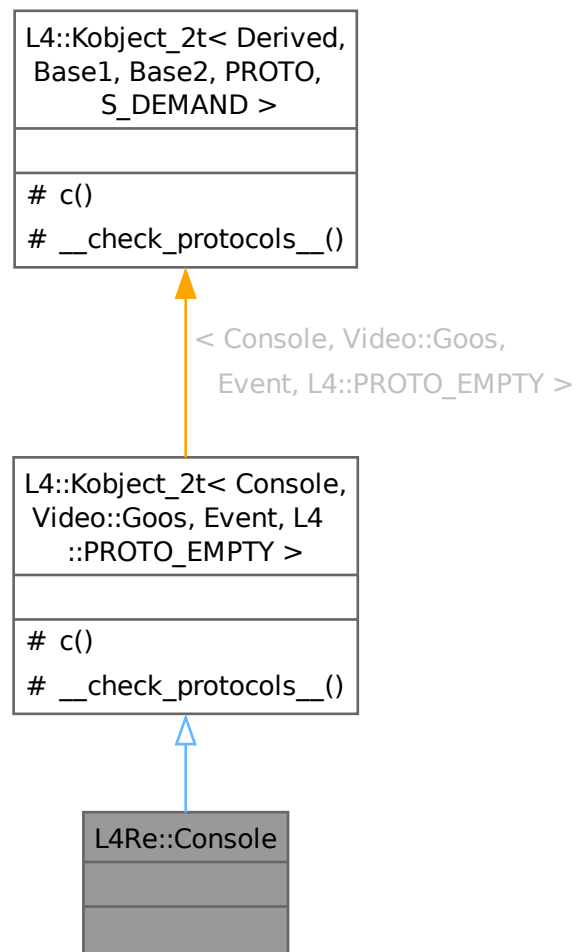 L4::Kobject_2t< Derived,
Base1, Base2, PROTO,
S_DEMAND >
# c()
# __check_protocols__()
< Console, Video::Goos,
Event, L4::PROTO_EMPTY >
L4::Kobject_2t< Console,
Video::Goos, Event, L4
::PROTO_EMPTY >
# c()
# __check_protocols__()
L4Re::Console